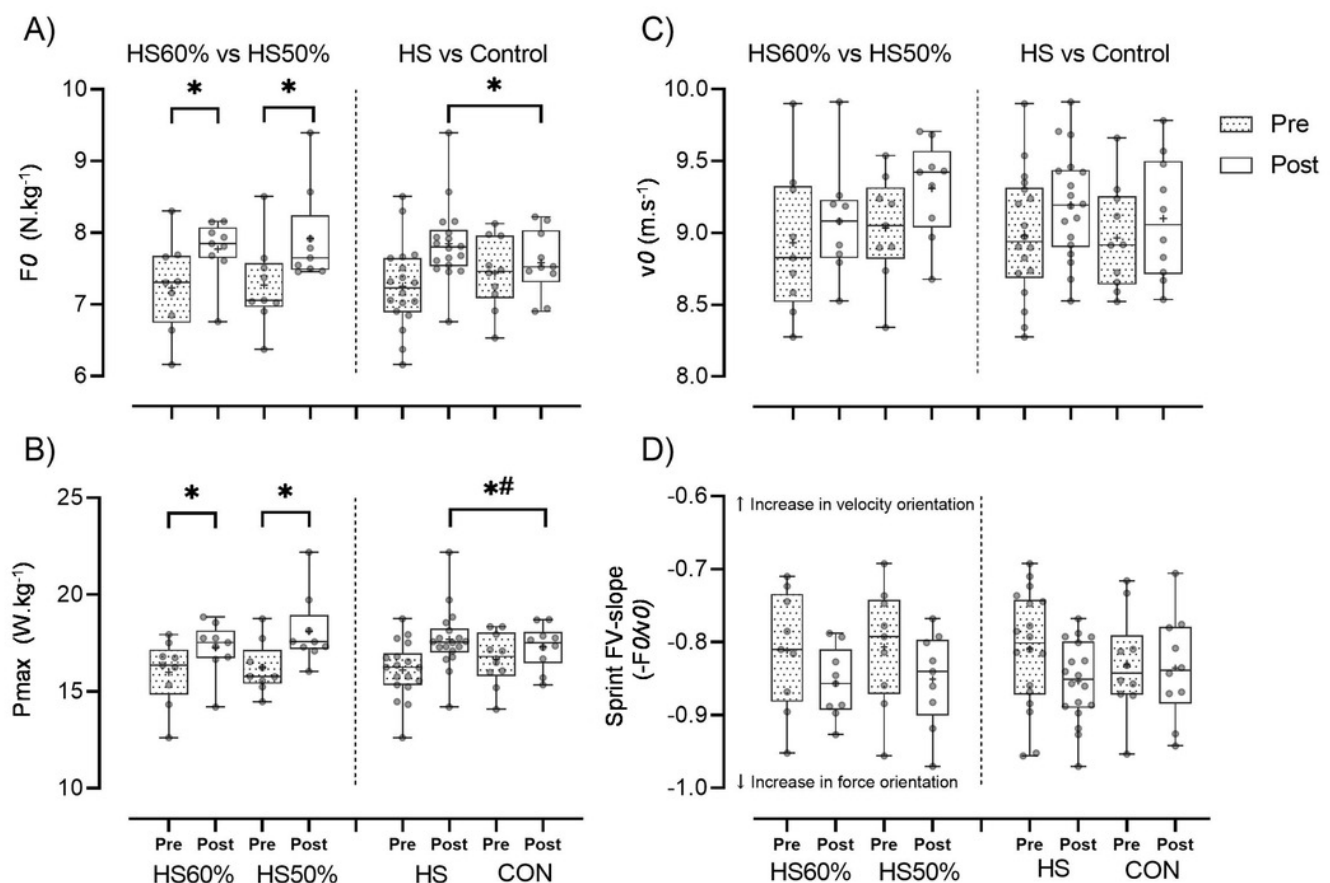 A)
HS60% vs HS50%
HS vs Control
* * *
F0 (N.kg⁻¹)
10
9
8
7
6
C)
HS60% vs HS50%
HS vs Control
v0 (m.s⁻¹)
10.0
9.5
9.0
8.5
8.0
Pre
Post
B)
* * *#
Pmax (W.kg⁻¹)
25
20
15
10
Pre Post Pre Post Pre Post Pre Post
HS60% HS50% HS CON
D)
Sprint FV-slope
(-F0/v0)
-0.6
-0.7
-0.8
-0.9
-1.0
↑ Increase in velocity orientation
↓ Increase in force orientation
Pre Post Pre Post Pre Post Pre Post
HS60% HS50% HS CON